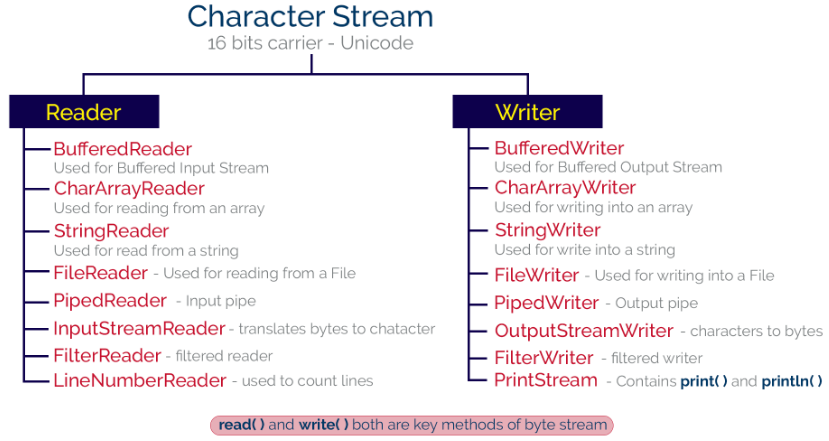 Character Stream
16 bits carrier - Unicode
Reader
BufferedReader
Used for Buffered Input Stream
CharArrayReader
Used for reading from an array
StringReader
Used for read from a string
FileReader - Used for reading from a File
PipedReader - Input pipe
InputStreamReader - translates bytes to chatacter
FilterReader - filtered reader
LineNumberReader - used to count lines
Writer
BufferedWriter
Used for Buffered Output Stream
CharArrayWriter
Used for writing into an array
StringWriter
Used for write into a string
FileWriter - Used for writing into a File
PipedWriter - Output pipe
OutputStreamWriter - characters to bytes
FilterWriter - filtered writer
PrintStream - Contains print( ) and println( )
read( ) and write( ) both are key methods of byte stream